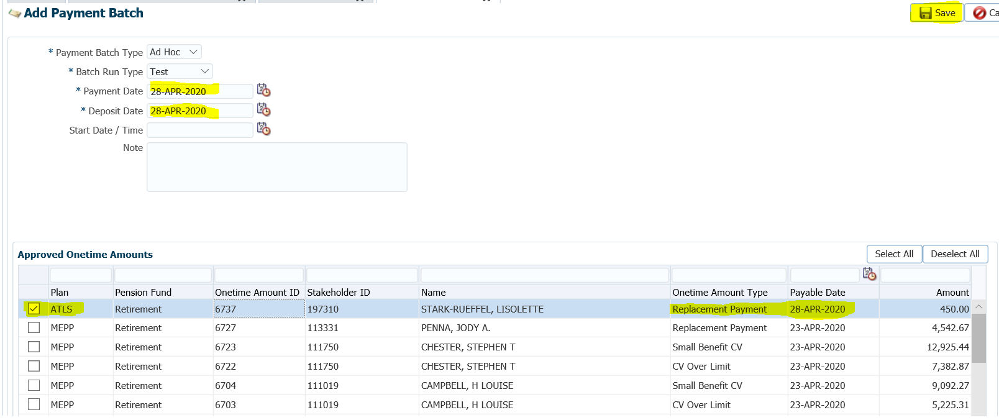 Add Payment Batch
Save
Ca
* Payment Batch Type Ad Hoc
* Batch Run Type Test
* Payment Date 28-APR-2020
* Deposit Date 28-APR-2020
Start Date / Time
Note
Approved Onetime Amounts
Select All Deselect All
Plan Pension Fund Onetime Amount ID Stakeholder ID Name Onetime Amount Type Payable Date Amount
ATLS Retirement 6737 197310 STARK-RUEFFEL, LISOLETTE Replacement Payment 28-APR-2020 450.00
MEPP Retirement 6727 113331 PENNA, JODY A. Replacement Payment 23-APR-2020 4,542.67
MEPP Retirement 6723 111750 CHESTER, STEPHEN T Small Benefit CV 23-APR-2020 12,925.44
MEPP Retirement 6722 111750 CHESTER, STEPHEN T CV Over Limit 23-APR-2020 7,382.87
MEPP Retirement 6704 111019 CAMPBELL, H LOUISE Small Benefit CV 23-APR-2020 9,092.27
MEPP Retirement 6703 111019 CAMPBELL, H LOUISE CV Over Limit 23-APR-2020 5,225.31